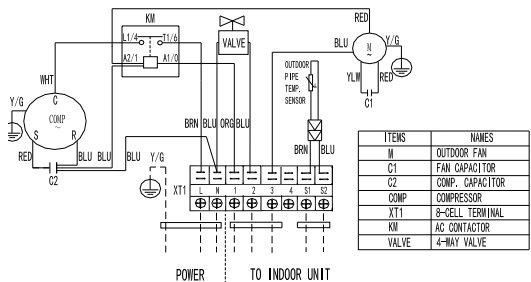 KM
RED
L1/4
T1/6
A2/1
A1/0
VALVE
BLU
M
~
Y/G
OUTDOOR
PIPE
TEMP.
SENSOR
YLW
RED
C1
WHT
Y/G
C
COMP
~
S
R
RED
BLU
BLU
BLU
C2
Y/G
BRN
BLU
ORG
BLU
BRN
BLU
XT1
L
N
1
2
3
4
S1
S2
POWER
TO INDOOR UNIT
ITEMS NAMES
M OUTDOOR FAN
C1 FAN CAPACITOR
C2 COMP. CAPACITOR
COMP COMPRESSOR
XT1 8-CELL TERMINAL
KM AC CONTACTOR
VALVE 4-WAY VALVE